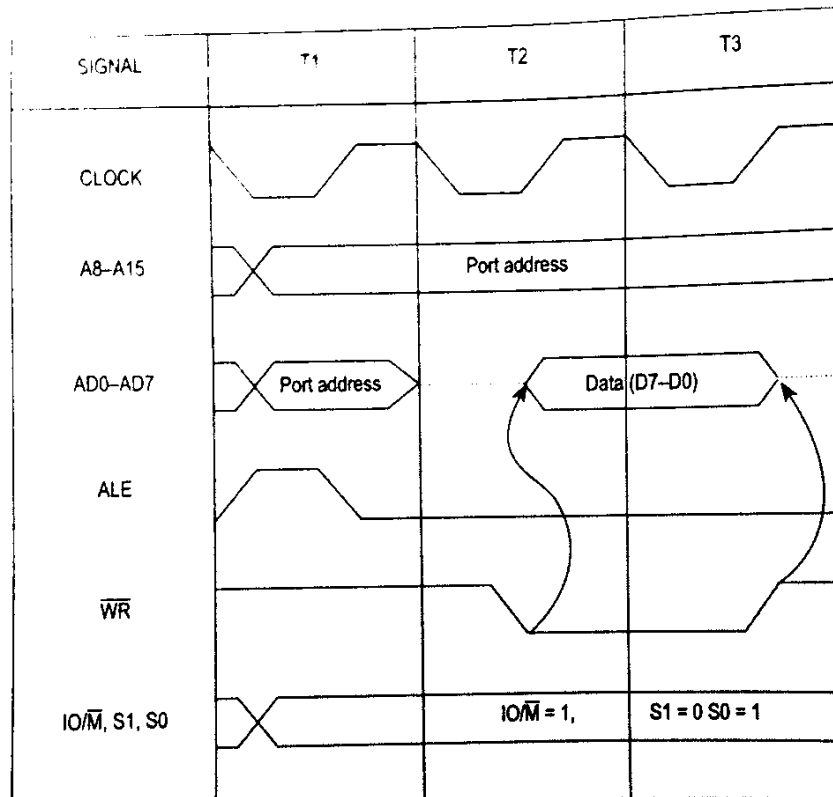 SIGNAL T1 T2 T3
CLOCK
A8–A15 Port address
AD0–AD7 Port address Data (D7–D0)
ALE
W̅R̅
IO/M̅, S1, S0 IO/M̅ = 1, S1 = 0 S0 = 1